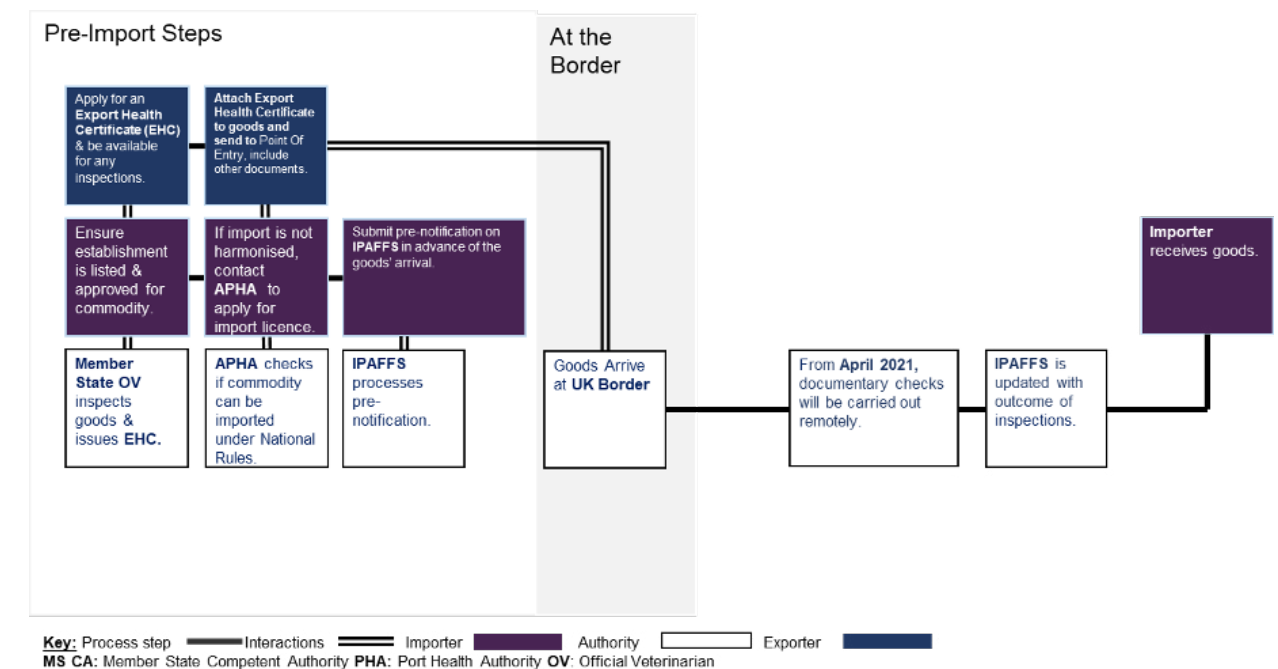 Pre-Import Steps
At the
Border
Apply for an
Export Health
Certificate (EHC)
& be available
for any
inspections.
Attach Export
Health Certificate
to goods and
send to Point Of
Entry, include
other documents.
Ensure
establishment
is listed &
approved for
commodity.
If import is not
harmonised,
contact
APHA to
apply for
import licence.
Submit pre-notification on
IPAFFS in advance of the
goods' arrival.
Importer
receives goods.
Member
State OV
inspects
goods &
issues EHC.
APHA checks
if commodity
can be
imported
under National
Rules.
IPAFFS
processes
pre-
notification.
Goods Arrive
at UK Border
From April 2021,
documentary checks
will be carried out
remotely.
IPAFFS is
updated with
outcome of
inspections.
Key: Process step Interactions Importer Authority Exporter
MS CA: Member State Competent Authority PHA: Port Health Authority OV: Official Veterinarian